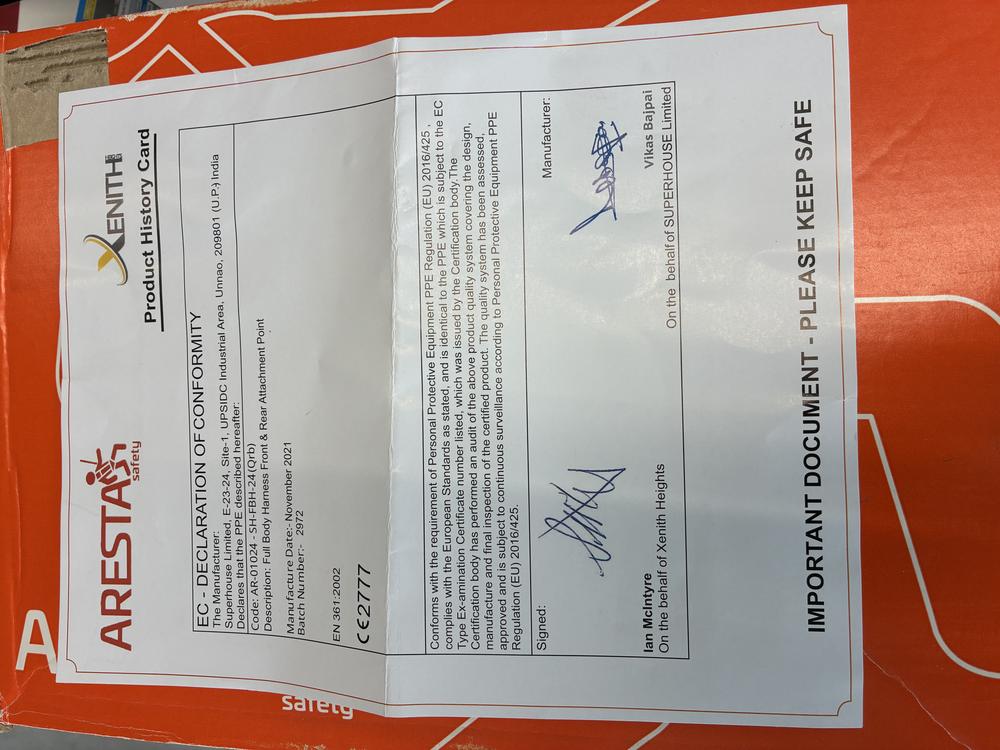 ARESTA
safety
XENITH
Product History Card
EC - DECLARATION OF CONFORMITY
The Manufacturer:
Superhouse Limited, E-23-24, Site-1, UPSIDC Industrial Area, Unnao, 209801 (U.P.) India
Declares that the PPE described hereafter:
Code: AR-01024 - SH-FBH-24(Qrb)
Description: Full Body Harness Front & Rear Attachment Point
Manufacture Date:- November 2021
Batch Number:- 2972
EN 361:2002
CE2777
Conforms with the requirement of Personal Protective Equipment PPE Regulation (EU) 2016/425 ,
complies with the European Standards as stated, and is identical to the PPE which is subject to the EC
Type Ex-amination Certificate number listed, which was issued by the Certification body.The
Certification body has performed an audit of the above product quality system covering the design,
manufacture and final inspection of the certified product. The quality system has been assessed,
approved and is subject to continuous surveillance according to Personal Protective Equipment PPE
Regulation (EU) 2016/425.
Signed:
Manufacturer:
Ian McIntyre
Vikas Bajpai
On the behalf of Xenith Heights
On the behalf of SUPERHOUSE Limited
IMPORTANT DOCUMENT - PLEASE KEEP SAFE
A
safety